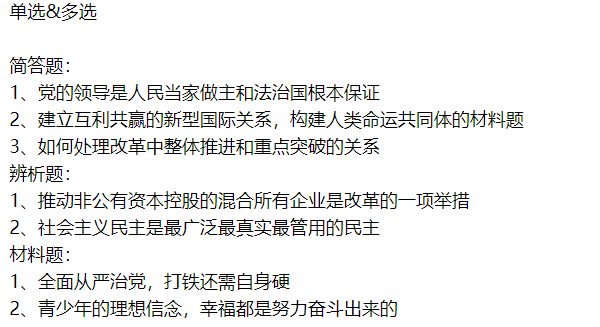 单选&多选
简答题：
1、党的领导是人民当家做主和法治国根本保证
2、建立互利共赢的新型国际关系，构建人类命运共同体的材料题
3、如何处理改革中整体推进和重点突破的关系
辨析题：
1、推动非公有资本控股的混合所有企业是改革的一项举措
2、社会主义民主是最广泛最真实最管用的民主
材料题：
1、全面从严治党，打铁还需自身硬
2、青少年的理想信念，幸福都是努力奋斗出来的